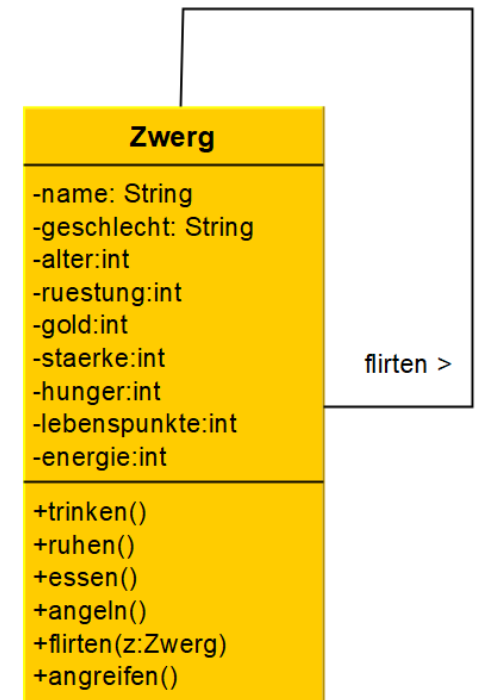 Zwerg
-name: String
-geschlecht: String
-alter:int
-ruestung:int
-gold:int
-staerke:int
-hunger:int
-lebenspunkte:int
-energie:int
flirten >
+trinken()
+ruhen()
+essen()
+angeln()
+flirten(z:Zwerg)
+angreifen()